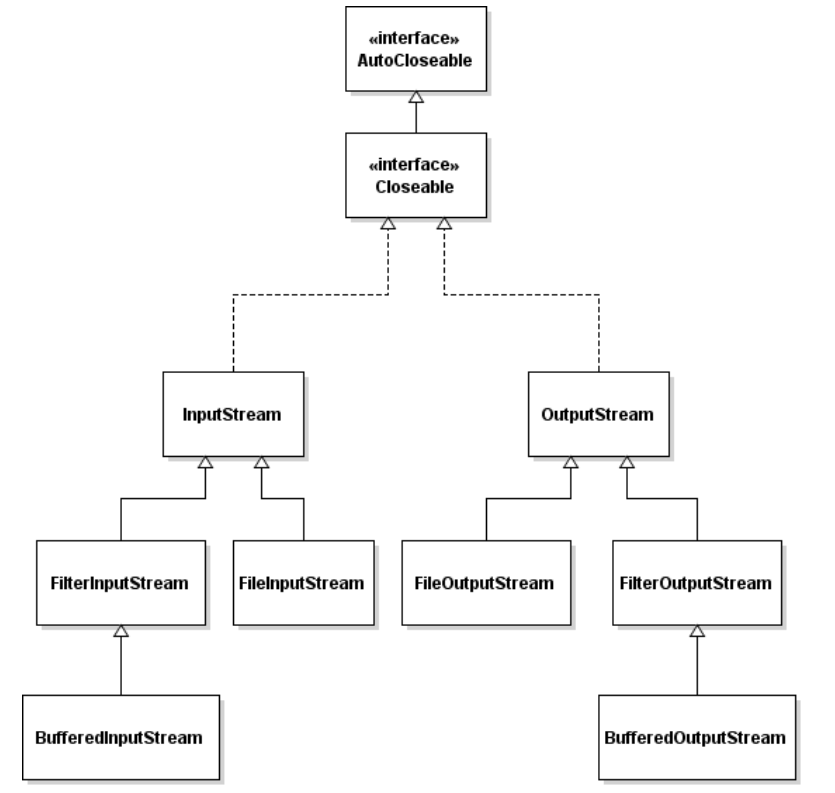 «interface»
AutoCloseable
«interface»
Closeable
InputStream
OutputStream
FilterInputStream
FileInputStream
FileOutputStream
FilterOutputStream
BufferedInputStream
BufferedOutputStream